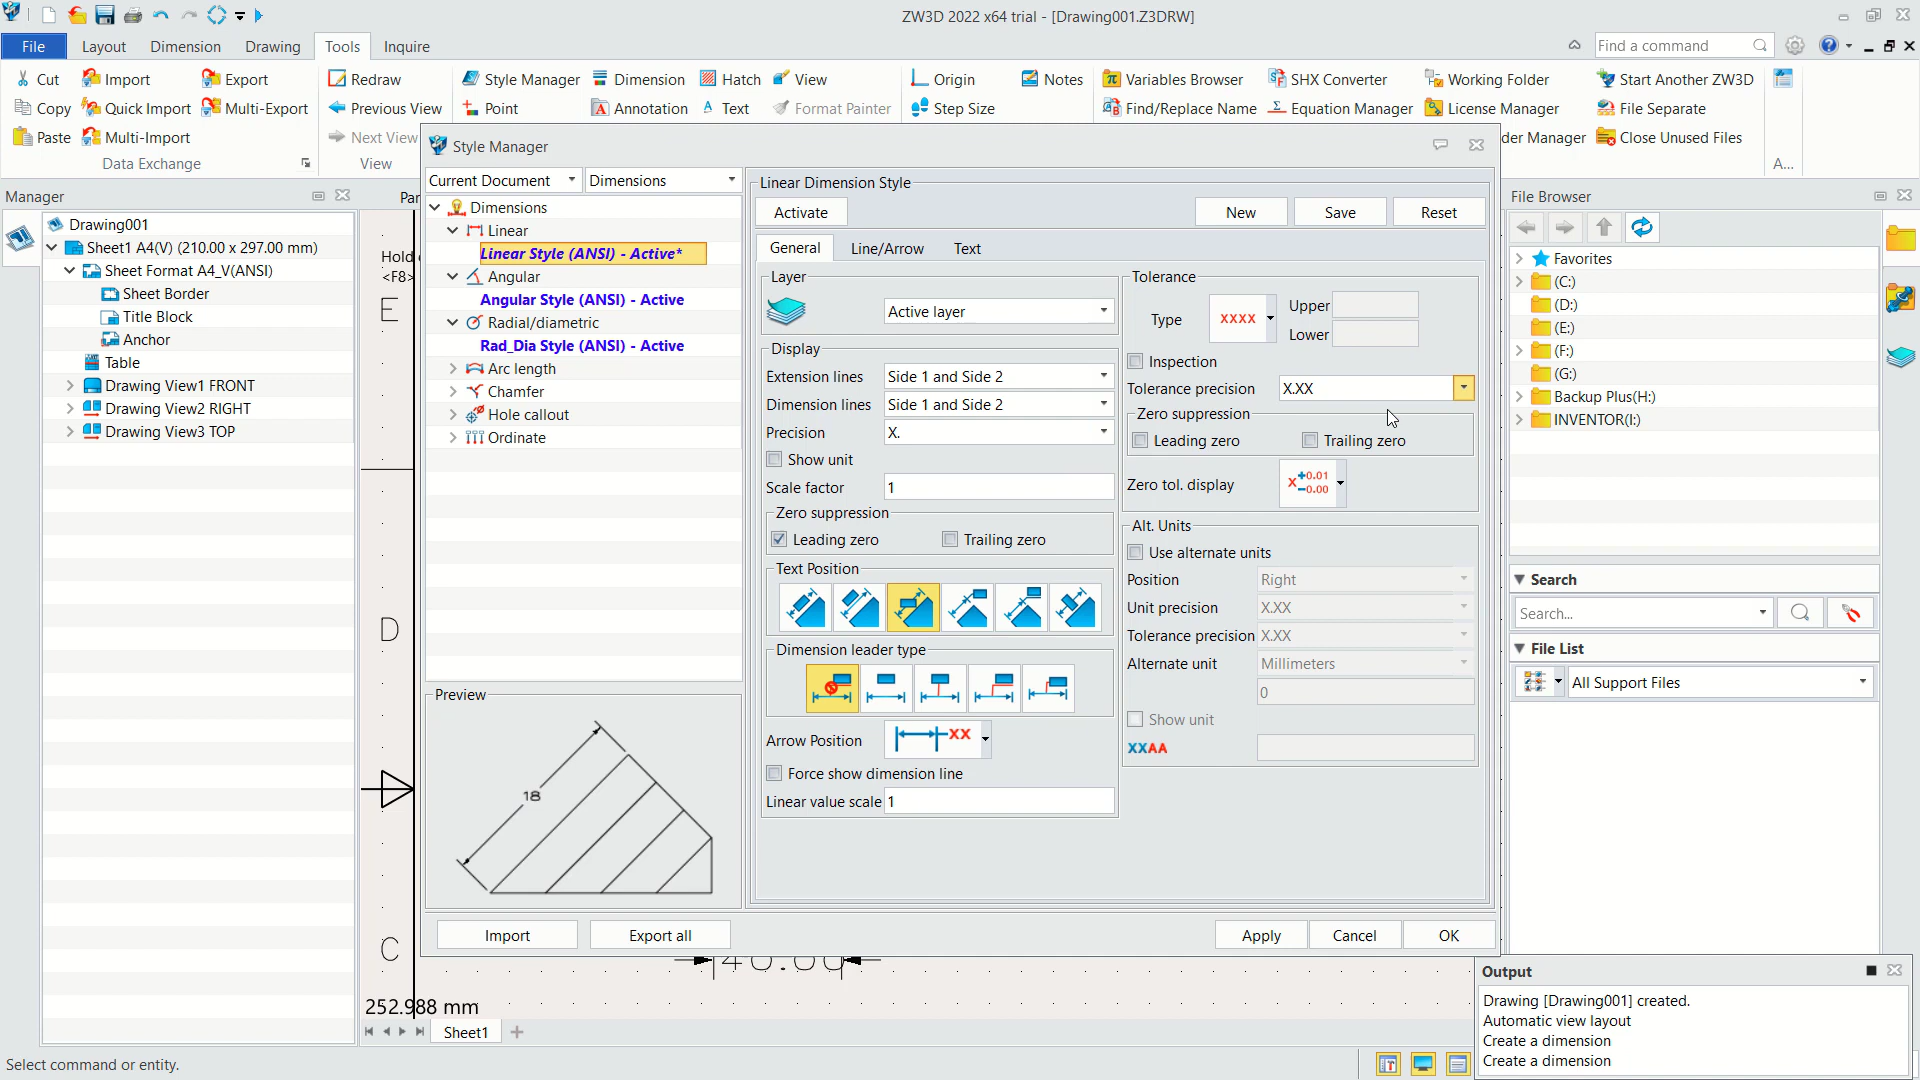 ZW3D 2022 x64 trial - [Drawing001.Z3DRW]
File Layout Dimension Drawing Tools Inquire Find a command
Cut Import Export Redraw Style Manager Dimension Hatch View Origin Notes Variables Browser SHX Converter Working Folder Start Another ZW3D
Copy Quick Import Multi-Export Previous View Point Annotation Text Format Painter Step Size Find/Replace Name Equation Manager License Manager File Separate
Paste Multi-Import Next View der Manager Close Unused Files
Data Exchange View A...
Style Manager
Manager
Drawing001
Sheet1 A4(V) (210.00 x 297.00 mm)
Sheet Format A4_V(ANSI)
Sheet Border
Title Block
Anchor
Table
Drawing View1 FRONT
Drawing View2 RIGHT
Drawing View3 TOP
Par
Hold
<F8>
E
D
C
Current Document Dimensions
Dimensions
Linear
Linear Style (ANSI) - Active*
Angular
Angular Style (ANSI) - Active
Radial/diametric
Rad_Dia Style (ANSI) - Active
Arc length
Chamfer
Hole callout
Ordinate
Preview
18
Import Export all
Linear Dimension Style
Activate New Save Reset
General Line/Arrow Text
Layer
Active layer
Display
Extension lines Side 1 and Side 2
Dimension lines Side 1 and Side 2
Precision X.
Show unit
Scale factor 1
Zero suppression
Leading zero Trailing zero
Text Position
Dimension leader type
Arrow Position XX
Force show dimension line
Linear value scale 1
Tolerance
Type XXXX Upper
Lower
Inspection
Tolerance precision X.XX
Zero suppression
Leading zero Trailing zero
Zero tol. display X+0.01
-0.00
Alt. Units
Use alternate units
Position Right
Unit precision X.XX
Tolerance precision X.XX
Alternate unit Millimeters
0
Show unit
XXAA
Apply Cancel OK
252.988 mm
Sheet1
Select command or entity.
File Browser
Favorites
(C:)
(D:)
(E:)
(F:)
(G:)
Backup Plus(H:)
INVENTOR(I:)
Search
Search...
File List
All Support Files
Output
Drawing [Drawing001] created.
Automatic view layout
Create a dimension
Create a dimension